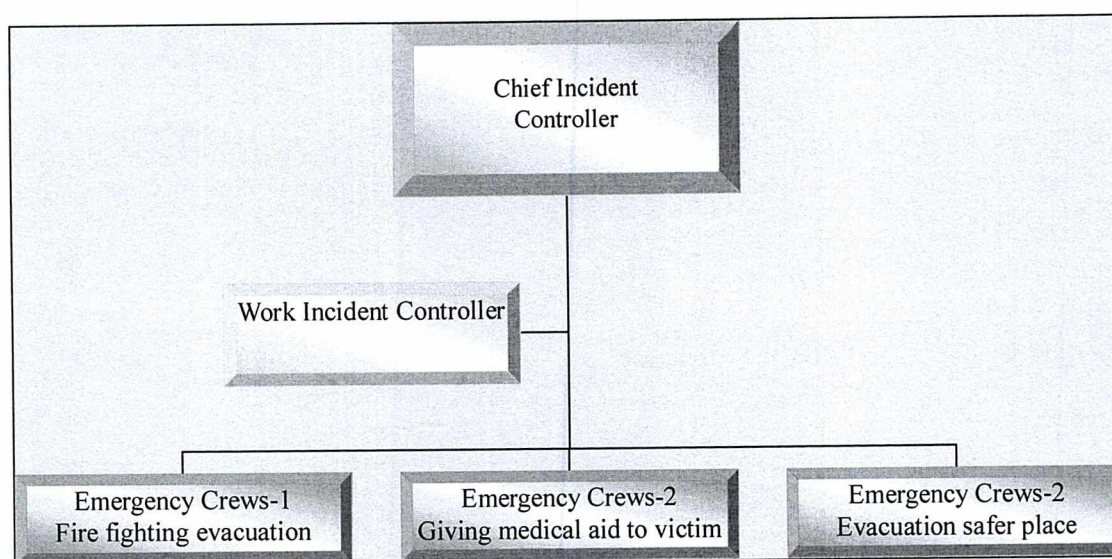 Chief Incident
Controller
Work Incident Controller
Emergency Crews-1
Fire fighting evacuation
Emergency Crews-2
Giving medical aid to victim
Emergency Crews-2
Evacuation safer place